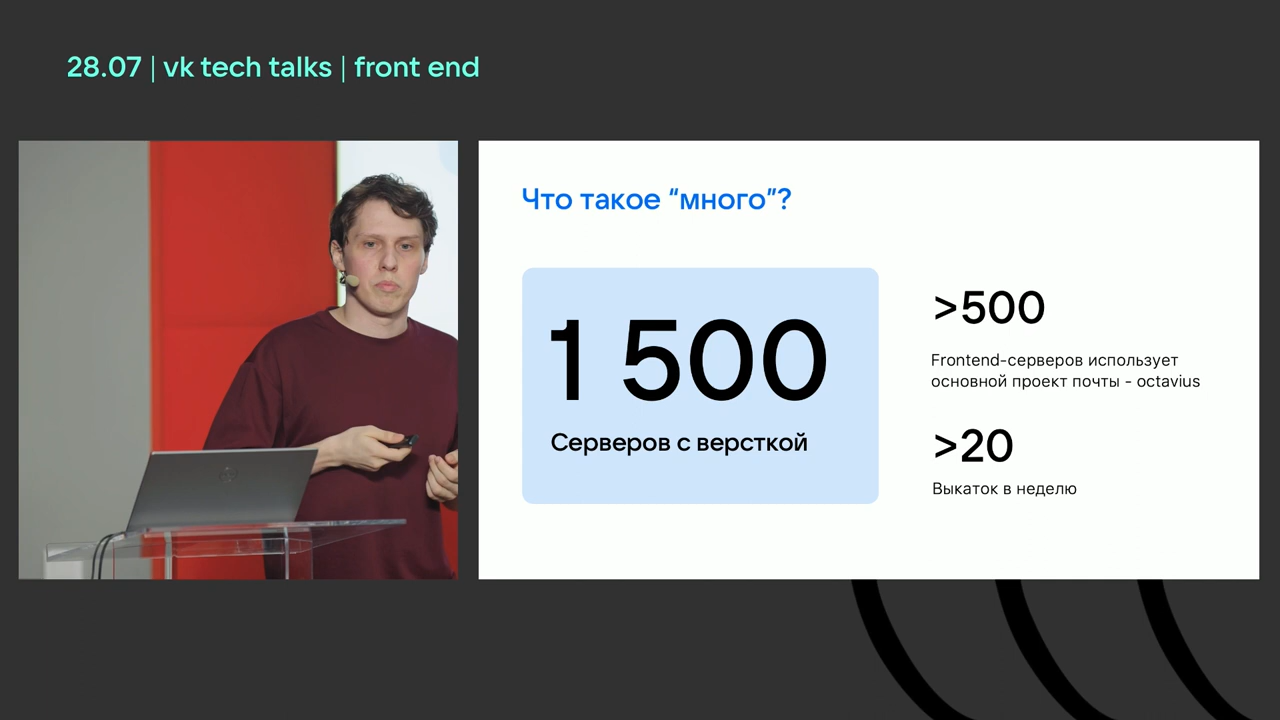 28.07 | vk tech talks | front end
Что такое “много”?
1 500
Серверов с версткой
>500
Frontend-серверов использует
основной проект почты - octavius
>20
Выкаток в неделю